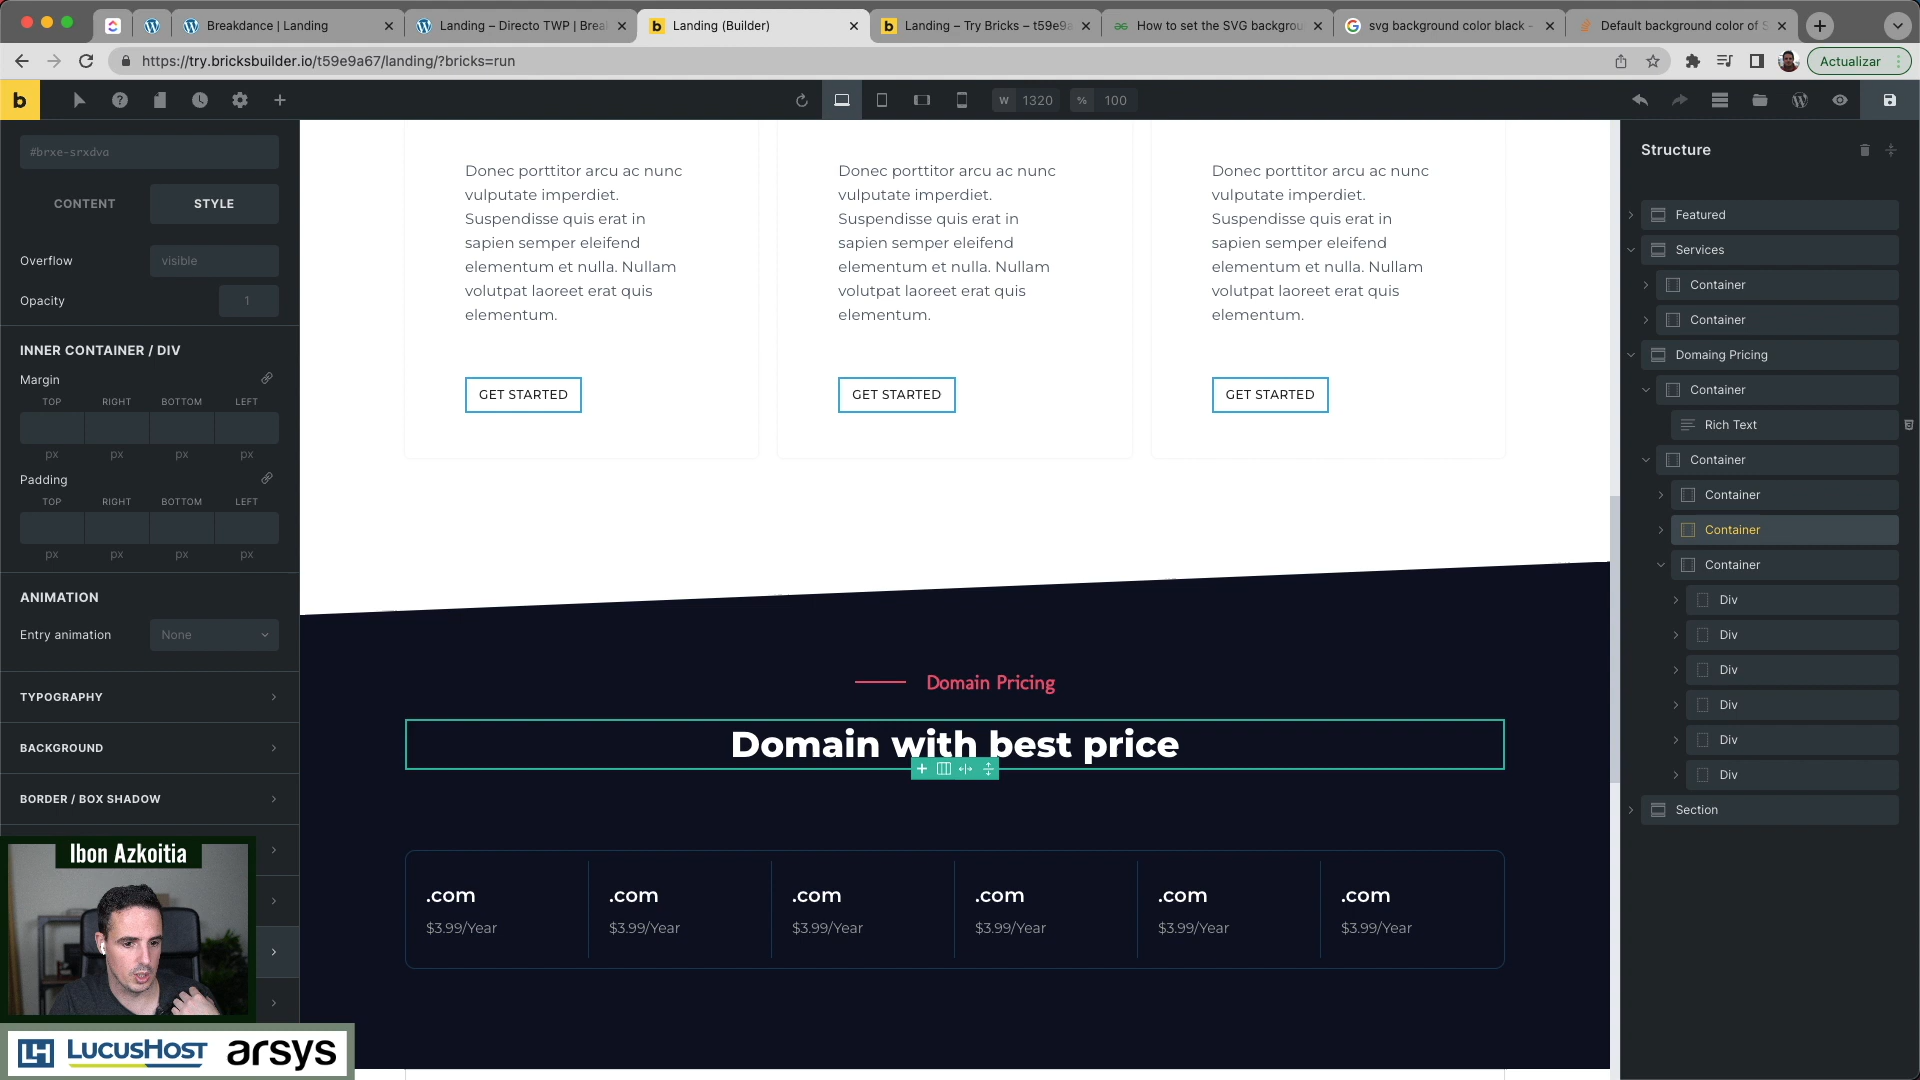 Breakdance | Landing
Landing – Directo TWP | Brea
Landing (Builder)
Landing – Try Bricks – t59e9a
How to set the SVG backgrou
svg background color black -
Default background color of S
https://try.bricksbuilder.io/t59e9a67/landing/?bricks=run
Actualizar
b
W 1320
% 100
#brxe-srxdva
CONTENT
STYLE
Overflow
visible
Opacity
1
INNER CONTAINER / DIV
Margin
TOP RIGHT BOTTOM LEFT
px px px px
Padding
TOP RIGHT BOTTOM LEFT
px px px px
ANIMATION
Entry animation
None
TYPOGRAPHY
BACKGROUND
BORDER / BOX SHADOW
Ibon Azkoitia
LH LUCUSHOST arsys
Donec porttitor arcu ac nunc
vulputate imperdiet.
Suspendisse quis erat in
sapien semper eleifend
elementum et nulla. Nullam
volutpat laoreet erat quis
elementum.
GET STARTED
Donec porttitor arcu ac nunc
vulputate imperdiet.
Suspendisse quis erat in
sapien semper eleifend
elementum et nulla. Nullam
volutpat laoreet erat quis
elementum.
GET STARTED
Donec porttitor arcu ac nunc
vulputate imperdiet.
Suspendisse quis erat in
sapien semper eleifend
elementum et nulla. Nullam
volutpat laoreet erat quis
elementum.
GET STARTED
Domain Pricing
Domain with best price
.com .com .com .com .com .com
$3.99/Year $3.99/Year $3.99/Year $3.99/Year $3.99/Year $3.99/Year
Structure
Featured
Services
Container
Container
Domaing Pricing
Container
Rich Text
Container
Container
Container
Container
Div
Div
Div
Div
Div
Div
Section